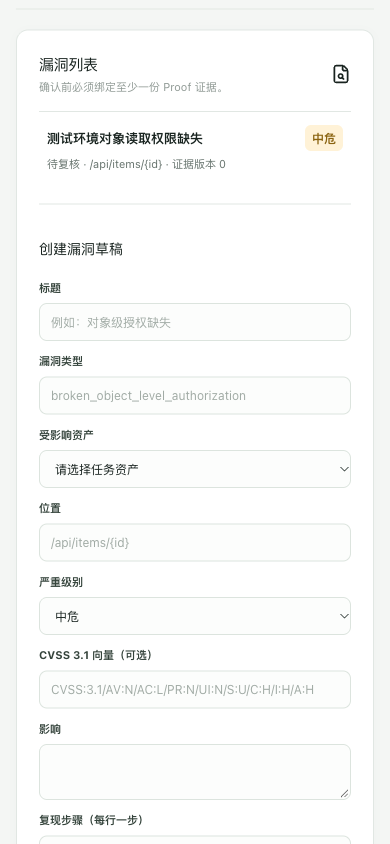 漏洞列表
确认前必须绑定至少一份 Proof 证据。
测试环境对象读取权限缺失
中危
待复核 · /api/items/{id} · 证据版本 0
创建漏洞草稿
标题
例如：对象级授权缺失
漏洞类型
broken_object_level_authorization
受影响资产
请选择任务资产
位置
/api/items/{id}
严重级别
中危
CVSS 3.1 向量（可选）
CVSS:3.1/AV:N/AC:L/PR:N/UI:N/S:U/C:H/I:H/A:H
影响
复现步骤（每行一步）